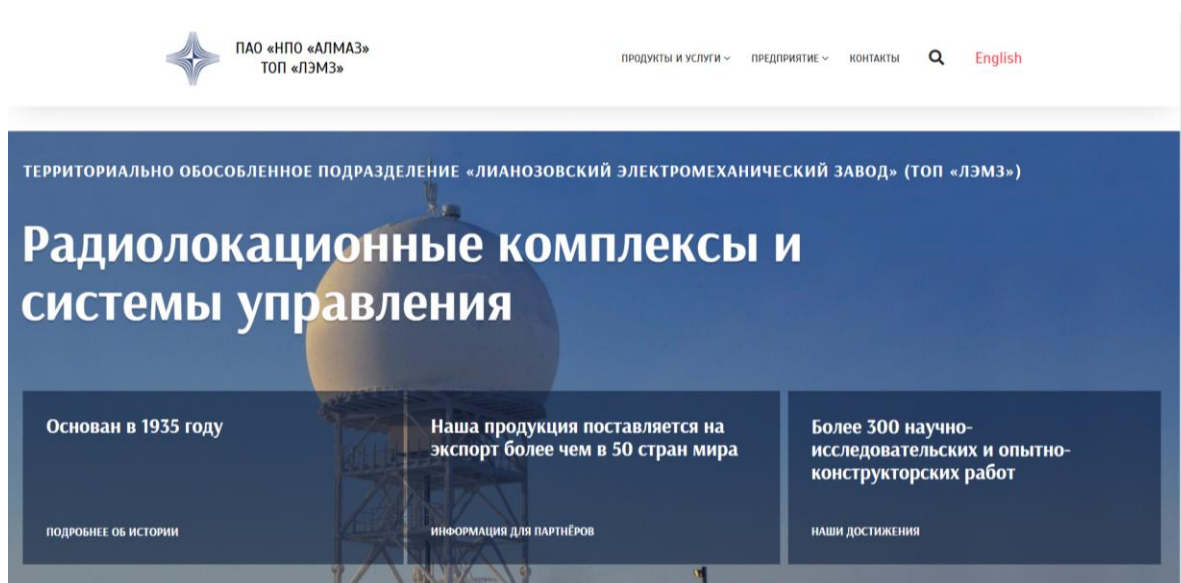 ПАО «НПО «АЛМАЗ»
ТОП «ЛЭМЗ»
ПРОДУКТЫ И УСЛУГИ ПРЕДПРИЯТИЕ КОНТАКТЫ English
ТЕРРИТОРИАЛЬНО ОБОСОБЛЕННОЕ ПОДРАЗДЕЛЕНИЕ «ЛИАНОЗОВСКИЙ ЭЛЕКТРОМЕХАНИЧЕСКИЙ ЗАВОД» (ТОП «ЛЭМЗ»)
Радиолокационные комплексы и
системы управления
Основан в 1935 году
ПОДРОБНЕЕ ОБ ИСТОРИИ
Наша продукция поставляется на
экспорт более чем в 50 стран мира
ИНФОРМАЦИЯ ДЛЯ ПАРТНЁРОВ
Более 300 научно-
исследовательских и опытно-
конструкторских работ
НАШИ ДОСТИЖЕНИЯ